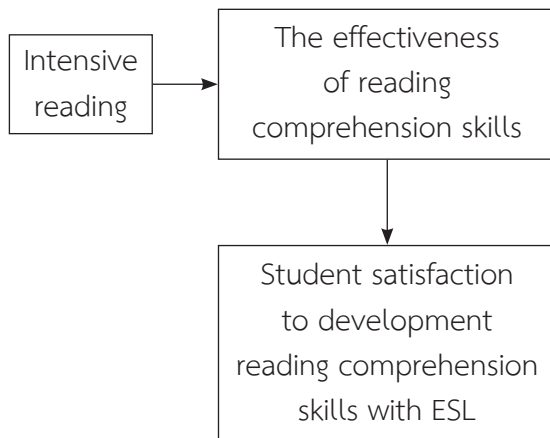 Intensive
reading
The effectiveness
of reading
comprehension skills
Student satisfaction
to development
reading comprehension
skills with ESL